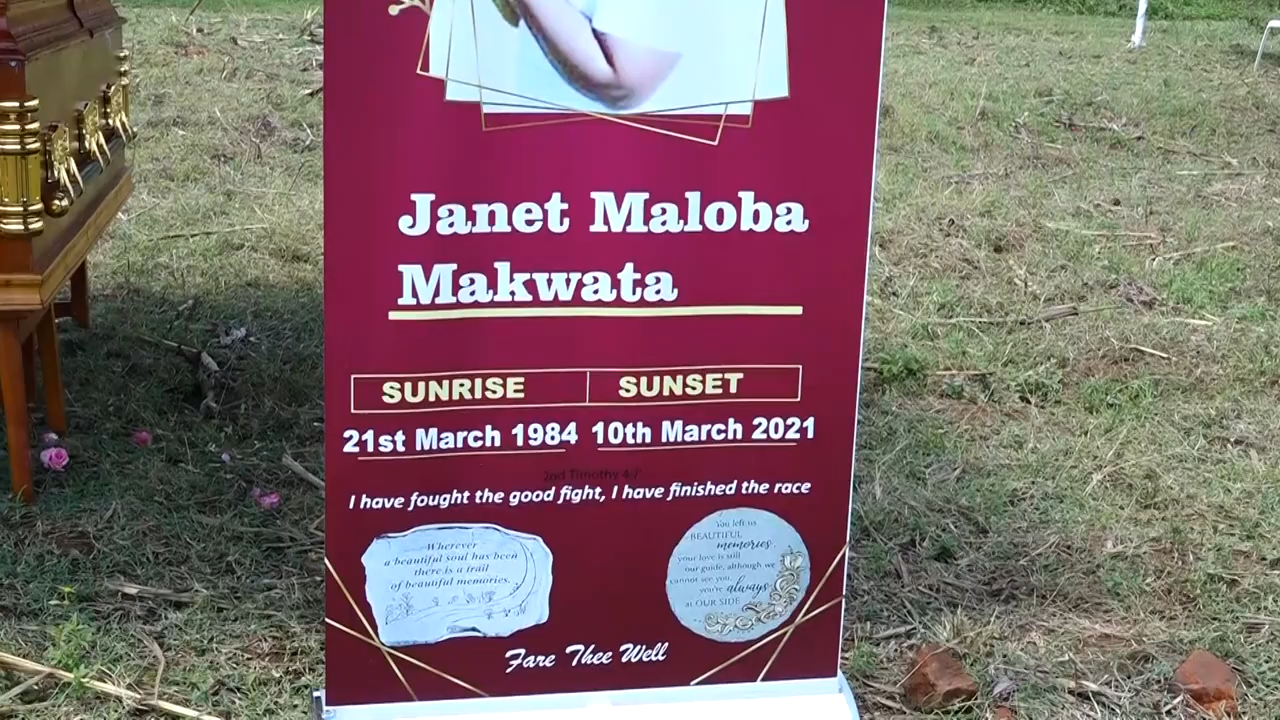 Janet Maloba
Makwata
SUNRISE SUNSET
21st March 1984 10th March 2021
2nd Timothy 4:7
I have fought the good fight, I have finished the race
Wherever
a beautiful soul has been
there is a trail
of beautiful memories.
You left us
BEAUTIFUL
memories,
your love is still
our guide, although we
cannot see you,
you're always
at OUR SIDE
Fare Thee Well